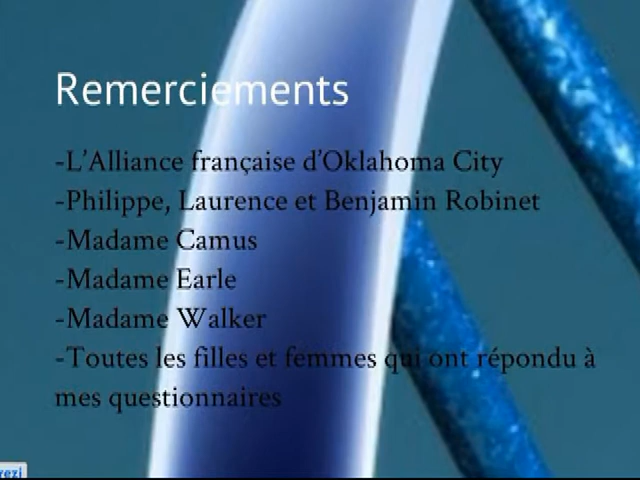 Remerciements
-L'Alliance française d'Oklahoma City
-Philippe, Laurence et Benjamin Robinet
-Madame Camus
-Madame Earle
-Madame Walker
-Toutes les filles et femmes qui ont répondu à
mes questionnaires
rezi